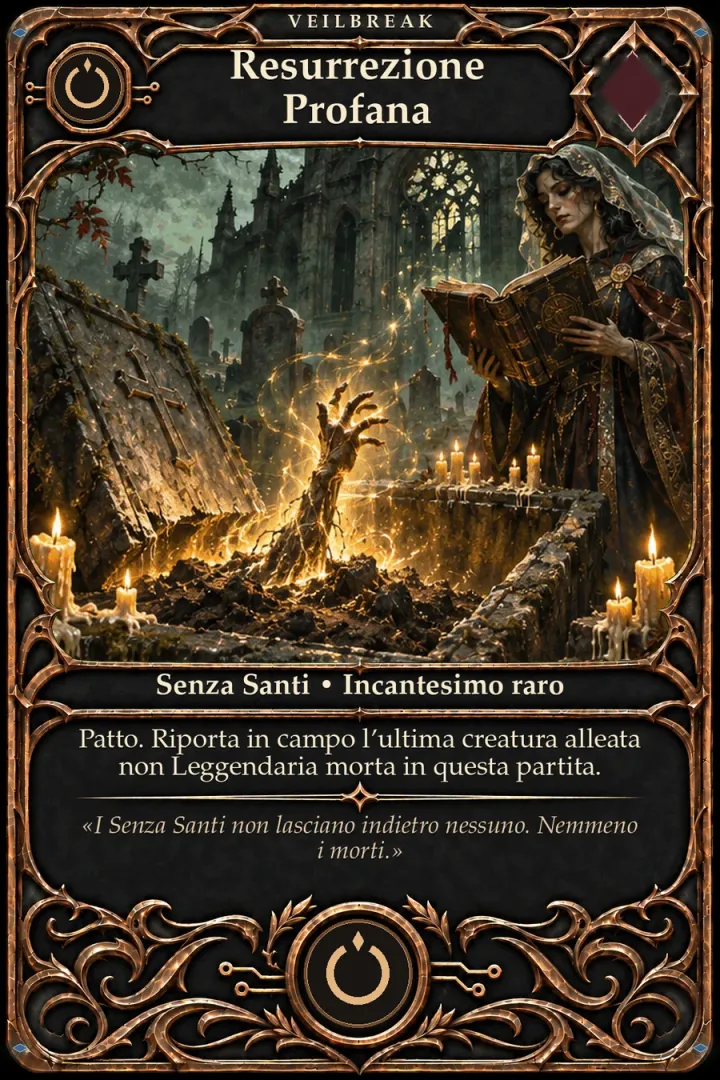 VEILBREAK
Resurrezione
Profana
Senza Santi • Incantesimo raro
Patto. Riporta in campo l’ultima creatura alleata
non Leggendaria morta in questa partita.
«I Senza Santi non lasciano indietro nessuno. Nemmeno
i morti.»